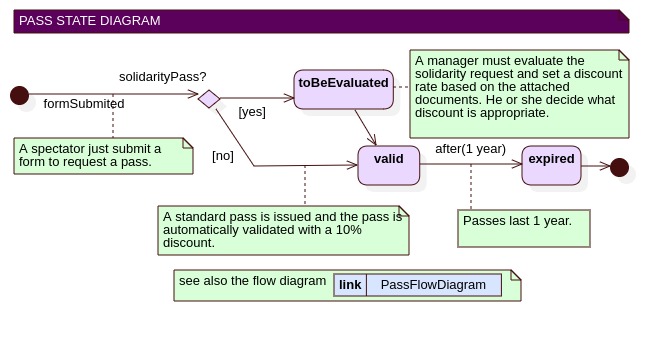 PASS STATE DIAGRAM
solidarityPass?
formSubmited
[yes]
[no]
toBeEvaluated
A manager must evaluate the
solidarity request and set a discount
rate based on the attached
documents. He or she decide what
discount is appropriate.
A spectator just submit a
form to request a pass.
valid
after(1 year)
expired
A standard pass is issued and the pass is
automatically validated with a 10%
discount.
Passes last 1 year.
see also the flow diagram link PassFlowDiagram